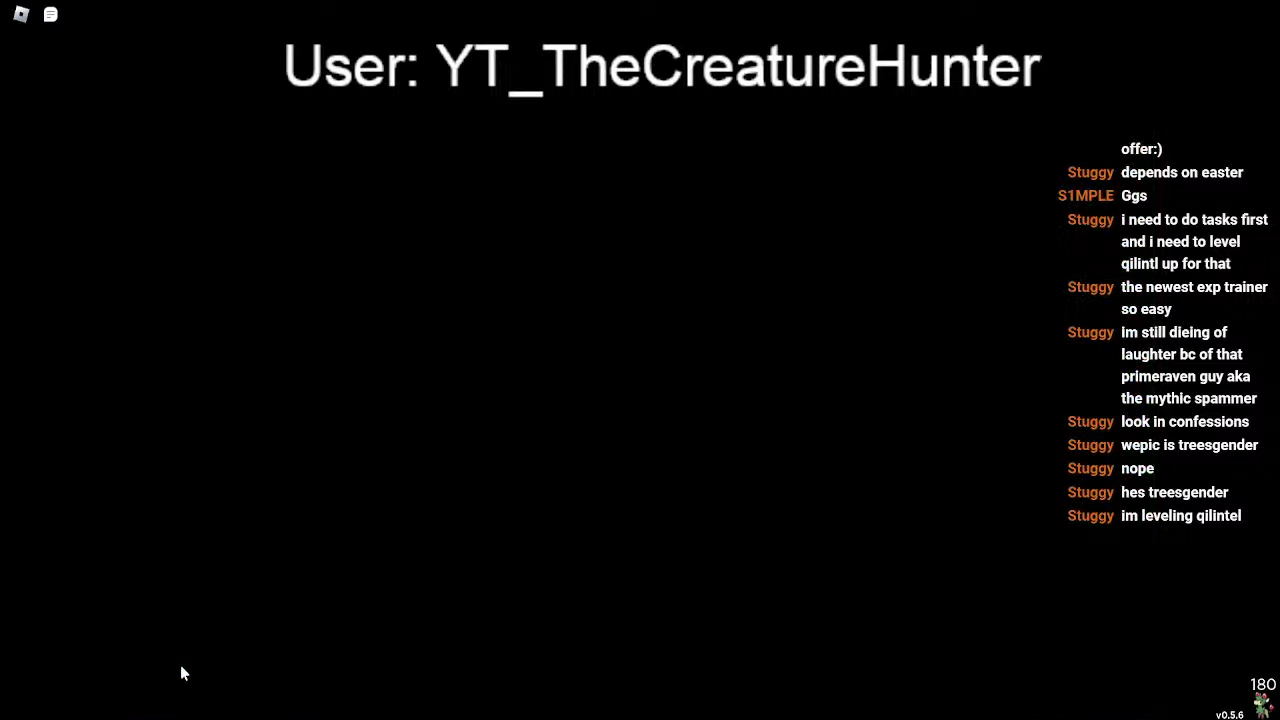 User: YT_TheCreatureHunter
offer:)
Stuggy depends on easter
S1MPLE Ggs
Stuggy i need to do tasks first
and i need to level
qilintl up for that
Stuggy the newest exp trainer
so easy
Stuggy im still dieing of
laughter bc of that
primeraven guy aka
the mythic spammer
Stuggy look in confessions
Stuggy wepic is treesgender
Stuggy nope
Stuggy hes treesgender
Stuggy im leveling qilintel
180
v0.5.6